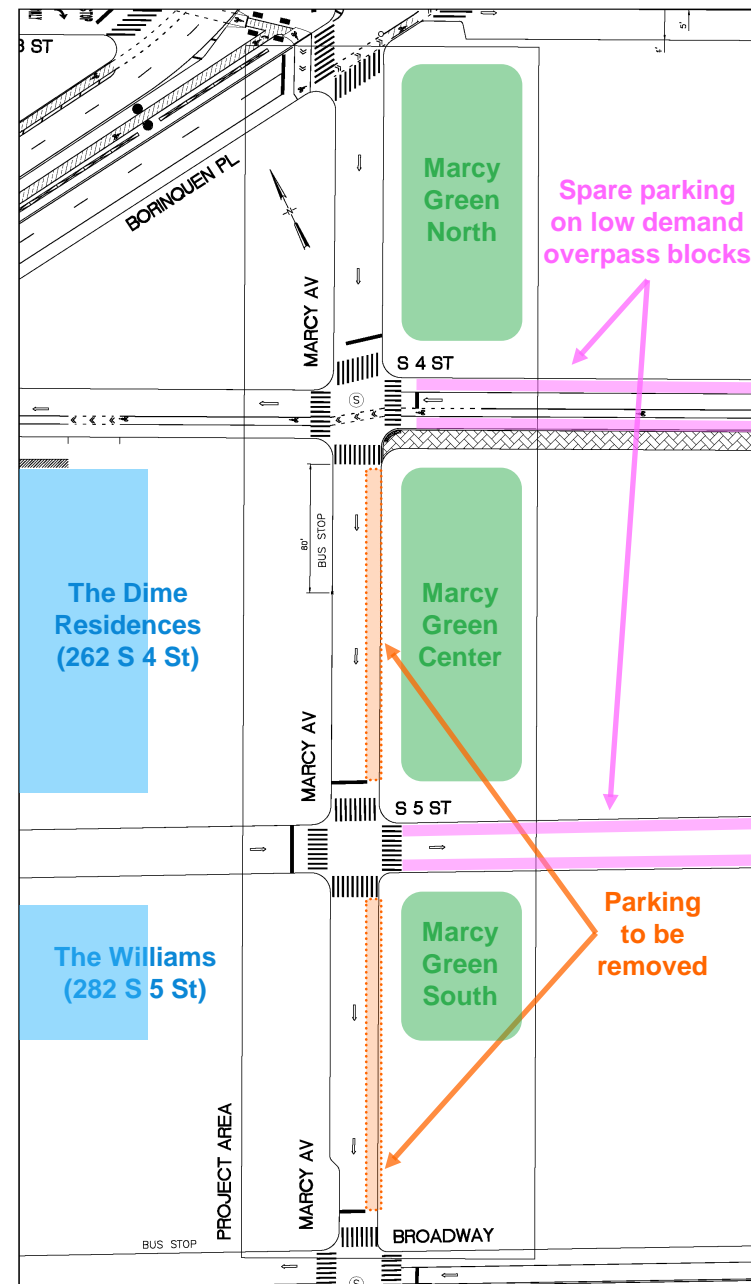 3 ST
5'
BORINQUEN PL
MARCY AV
Marcy
Green
North
Spare parking
on low demand
overpass blocks
S 4 ST
S
80'
BUS STOP
The Dime
Residences
(262 S 4 St)
Marcy
Green
Center
MARCY AV
S 5 ST
The Williams
(282 S 5 St)
Marcy
Green
South
Parking
to be
removed
PROJECT AREA
MARCY AV
BUS STOP
BROADWAY
S